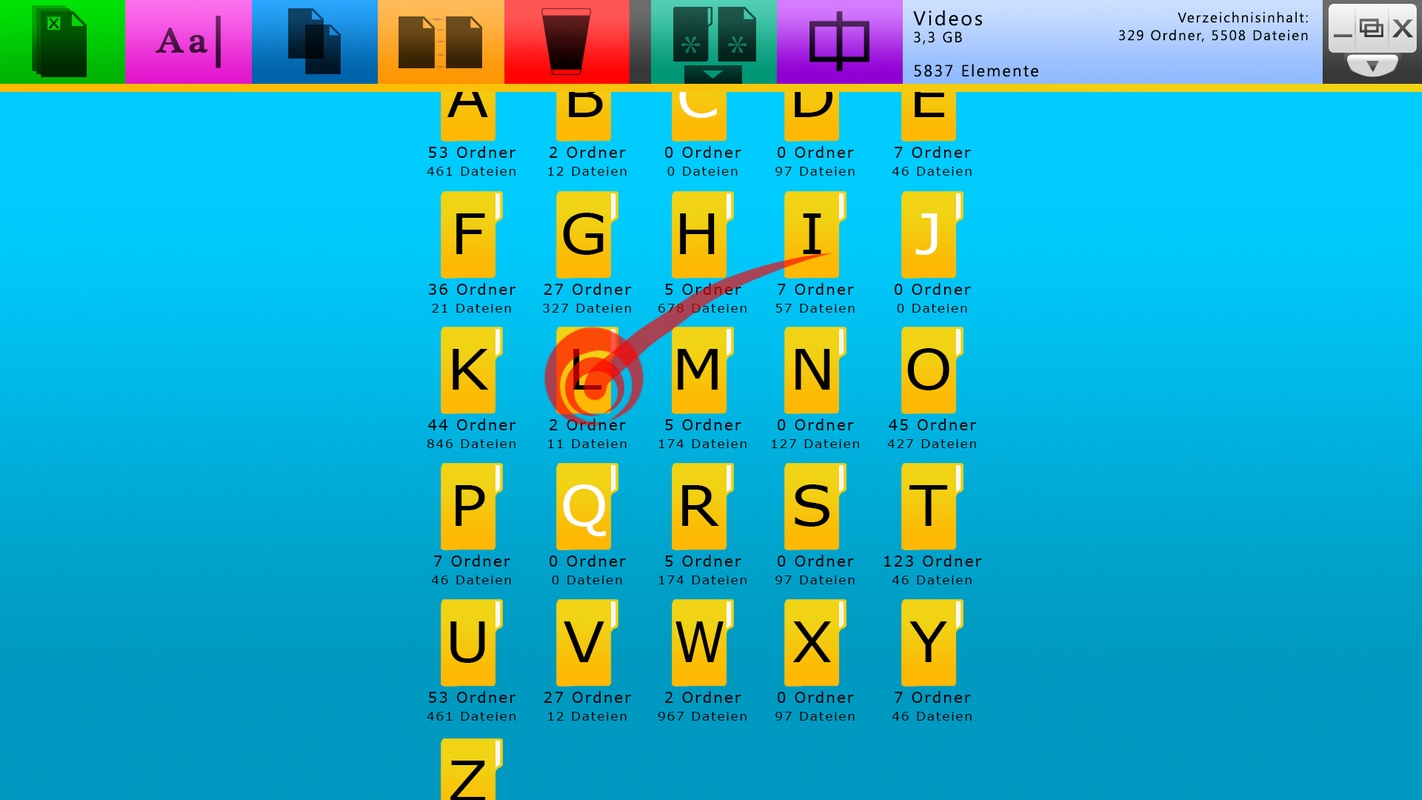 Aa
Videos
3,3 GB
5837 Elemente
Verzeichnisinhalt:
329 Ordner, 5508 Dateien
A B C D E
53 Ordner 2 Ordner 0 Ordner 0 Ordner 7 Ordner
461 Dateien 12 Dateien 0 Dateien 97 Dateien 46 Dateien
F G H I J
36 Ordner 27 Ordner 5 Ordner 7 Ordner 0 Ordner
21 Dateien 327 Dateien 678 Dateien 57 Dateien 0 Dateien
K L M N O
44 Ordner 2 Ordner 5 Ordner 0 Ordner 45 Ordner
846 Dateien 11 Dateien 174 Dateien 127 Dateien 427 Dateien
P Q R S T
7 Ordner 0 Ordner 5 Ordner 0 Ordner 123 Ordner
46 Dateien 0 Dateien 174 Dateien 97 Dateien 46 Dateien
U V W X Y
53 Ordner 27 Ordner 2 Ordner 0 Ordner 7 Ordner
461 Dateien 12 Dateien 967 Dateien 97 Dateien 46 Dateien
Z